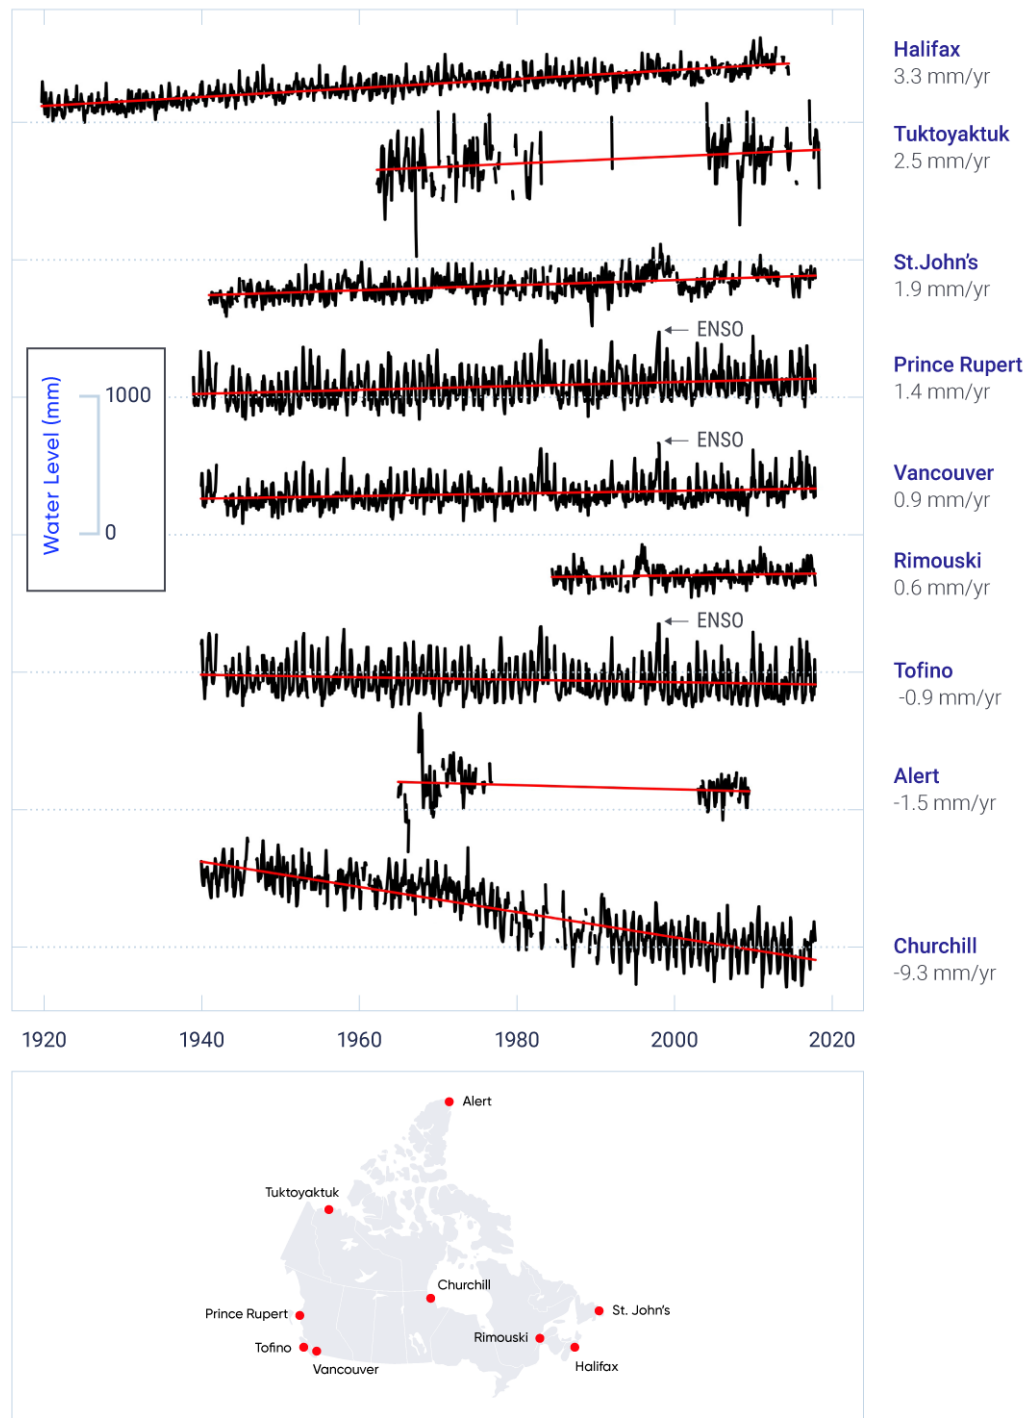 Halifax
3.3 mm/yr
Tuktoyaktuk
2.5 mm/yr
St.John's
1.9 mm/yr
ENSO
Prince Rupert
1.4 mm/yr
Water Level (mm)
1000
0
ENSO
Vancouver
0.9 mm/yr
Rimouski
0.6 mm/yr
ENSO
Tofino
-0.9 mm/yr
Alert
-1.5 mm/yr
Churchill
-9.3 mm/yr
1920 1940 1960 1980 2000 2020
Alert
Tuktoyaktuk
Churchill
Prince Rupert
St. John's
Rimouski
Tofino
Vancouver
Halifax